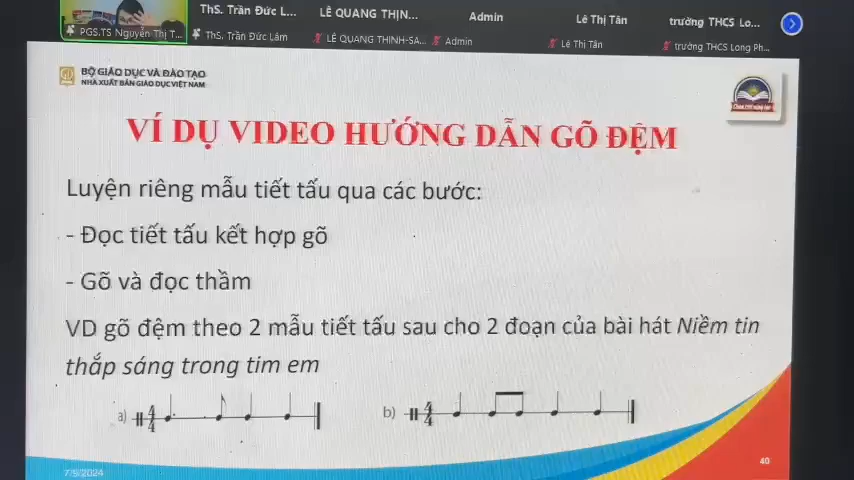 ThS. Trần Đức L...
LÊ QUANG THỊN...
Admin
Lê Thị Tân
trường THCS Lo...
PGS.TS Nguyễn Thị T...
ThS. Trần Đức Lâm
LÊ QUANG THỊNH-SA...
Admin
Lê Thị Tân
trường THCS Long Ph...
BỘ GIÁO DỤC VÀ ĐÀO TẠO
NHÀ XUẤT BẢN GIÁO DỤC VIỆT NAM
VÍ DỤ VIDEO HƯỚNG DẪN GÕ ĐỆM
Luyện riêng mẫu tiết tấu qua các bước:
- Đọc tiết tấu kết hợp gõ
- Gõ và đọc thầm
VD gõ đệm theo 2 mẫu tiết tấu sau cho 2 đoạn của bài hát Niềm tin
thắp sáng trong tim em
a) 4/4
b) 4/4
7/5/2024
40